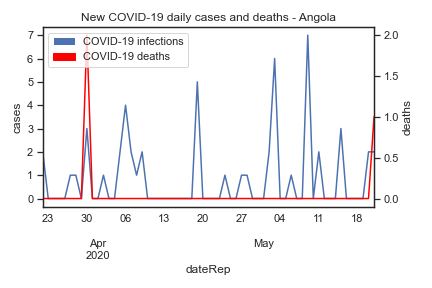 New COVID-19 daily cases and deaths - Angola
COVID-19 infections
COVID-19 deaths
7
6
5
4
3
2
1
0
cases
2.0
1.5
1.0
0.5
0.0
deaths
23 30 06 13 20 27 04 11 18
Apr May
2020
dateRep